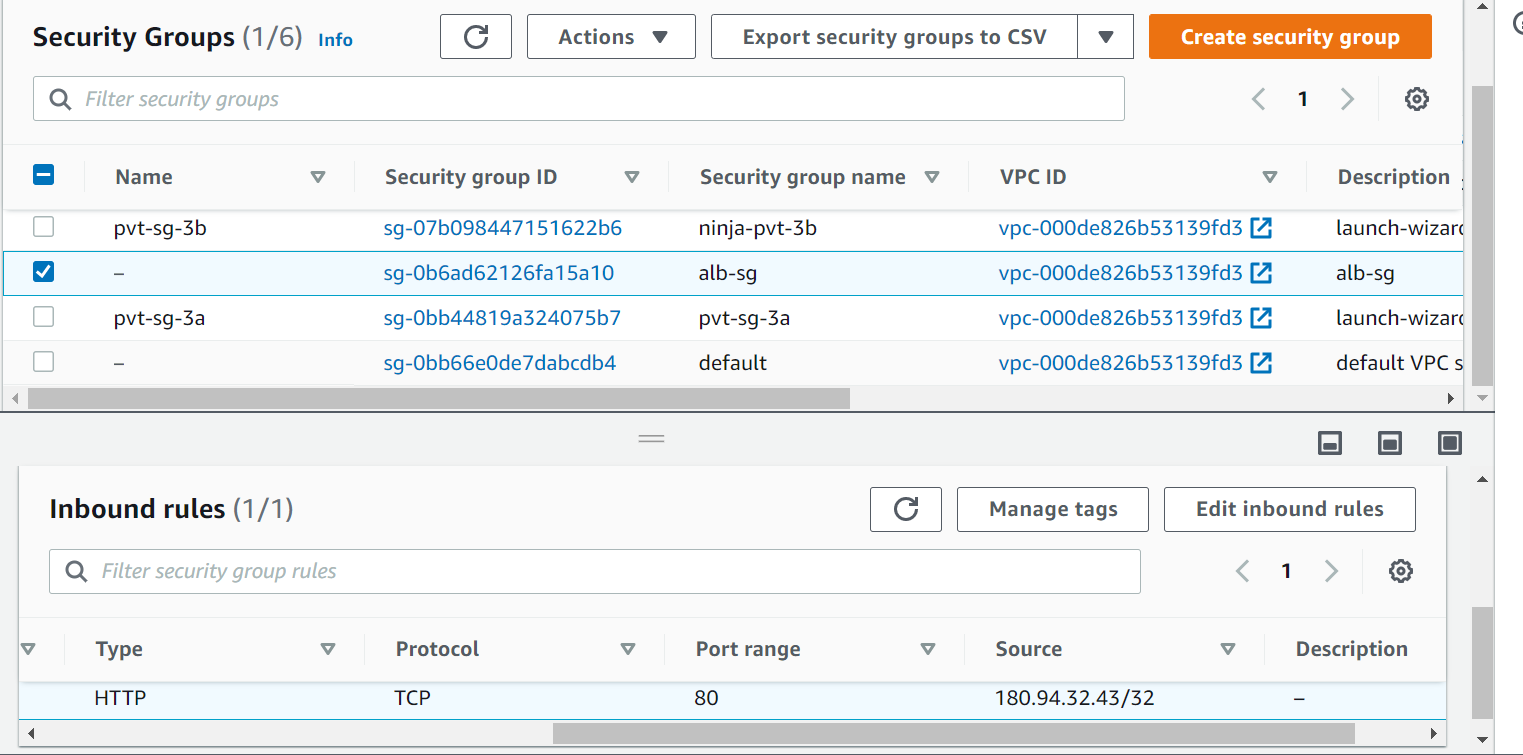 Security Groups (1/6) Info Actions Export security groups to CSV Create security group
Filter security groups 1
Name Security group ID Security group name VPC ID Description
pvt-sg-3b sg-07b098447151622b6 ninja-pvt-3b vpc-000de826b53139fd3 launch-wizard
– sg-0b6ad62126fa15a10 alb-sg vpc-000de826b53139fd3 alb-sg
pvt-sg-3a sg-0bb44819a324075b7 pvt-sg-3a vpc-000de826b53139fd3 launch-wizard
– sg-0bb66e0de7dabcdb4 default vpc-000de826b53139fd3 default VPC s
Inbound rules (1/1) Manage tags Edit inbound rules
Filter security group rules 1
Type Protocol Port range Source Description
HTTP TCP 80 180.94.32.43/32 –